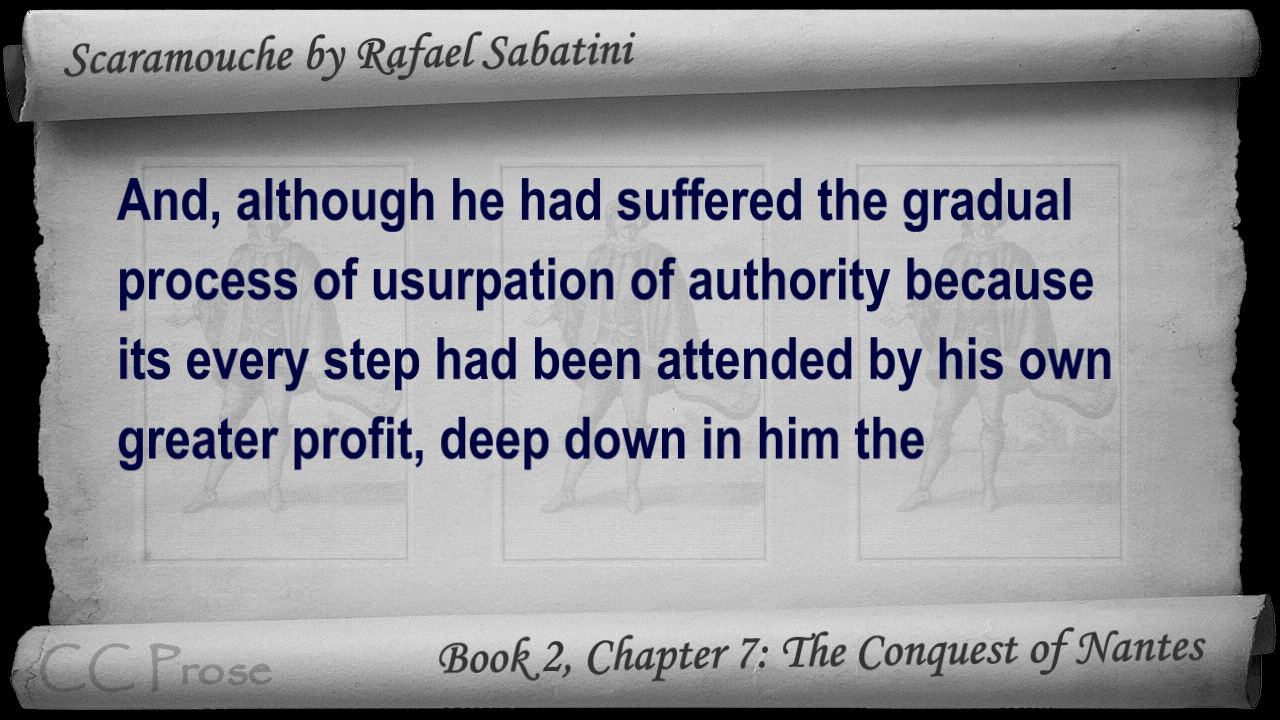 Scaramouche by Rafael Sabatini
And, although he had suffered the gradual
process of usurpation of authority because
its every step had been attended by his own
greater profit, deep down in him the
Book 2, Chapter 7: The Conquest of Nantes
CC Prose